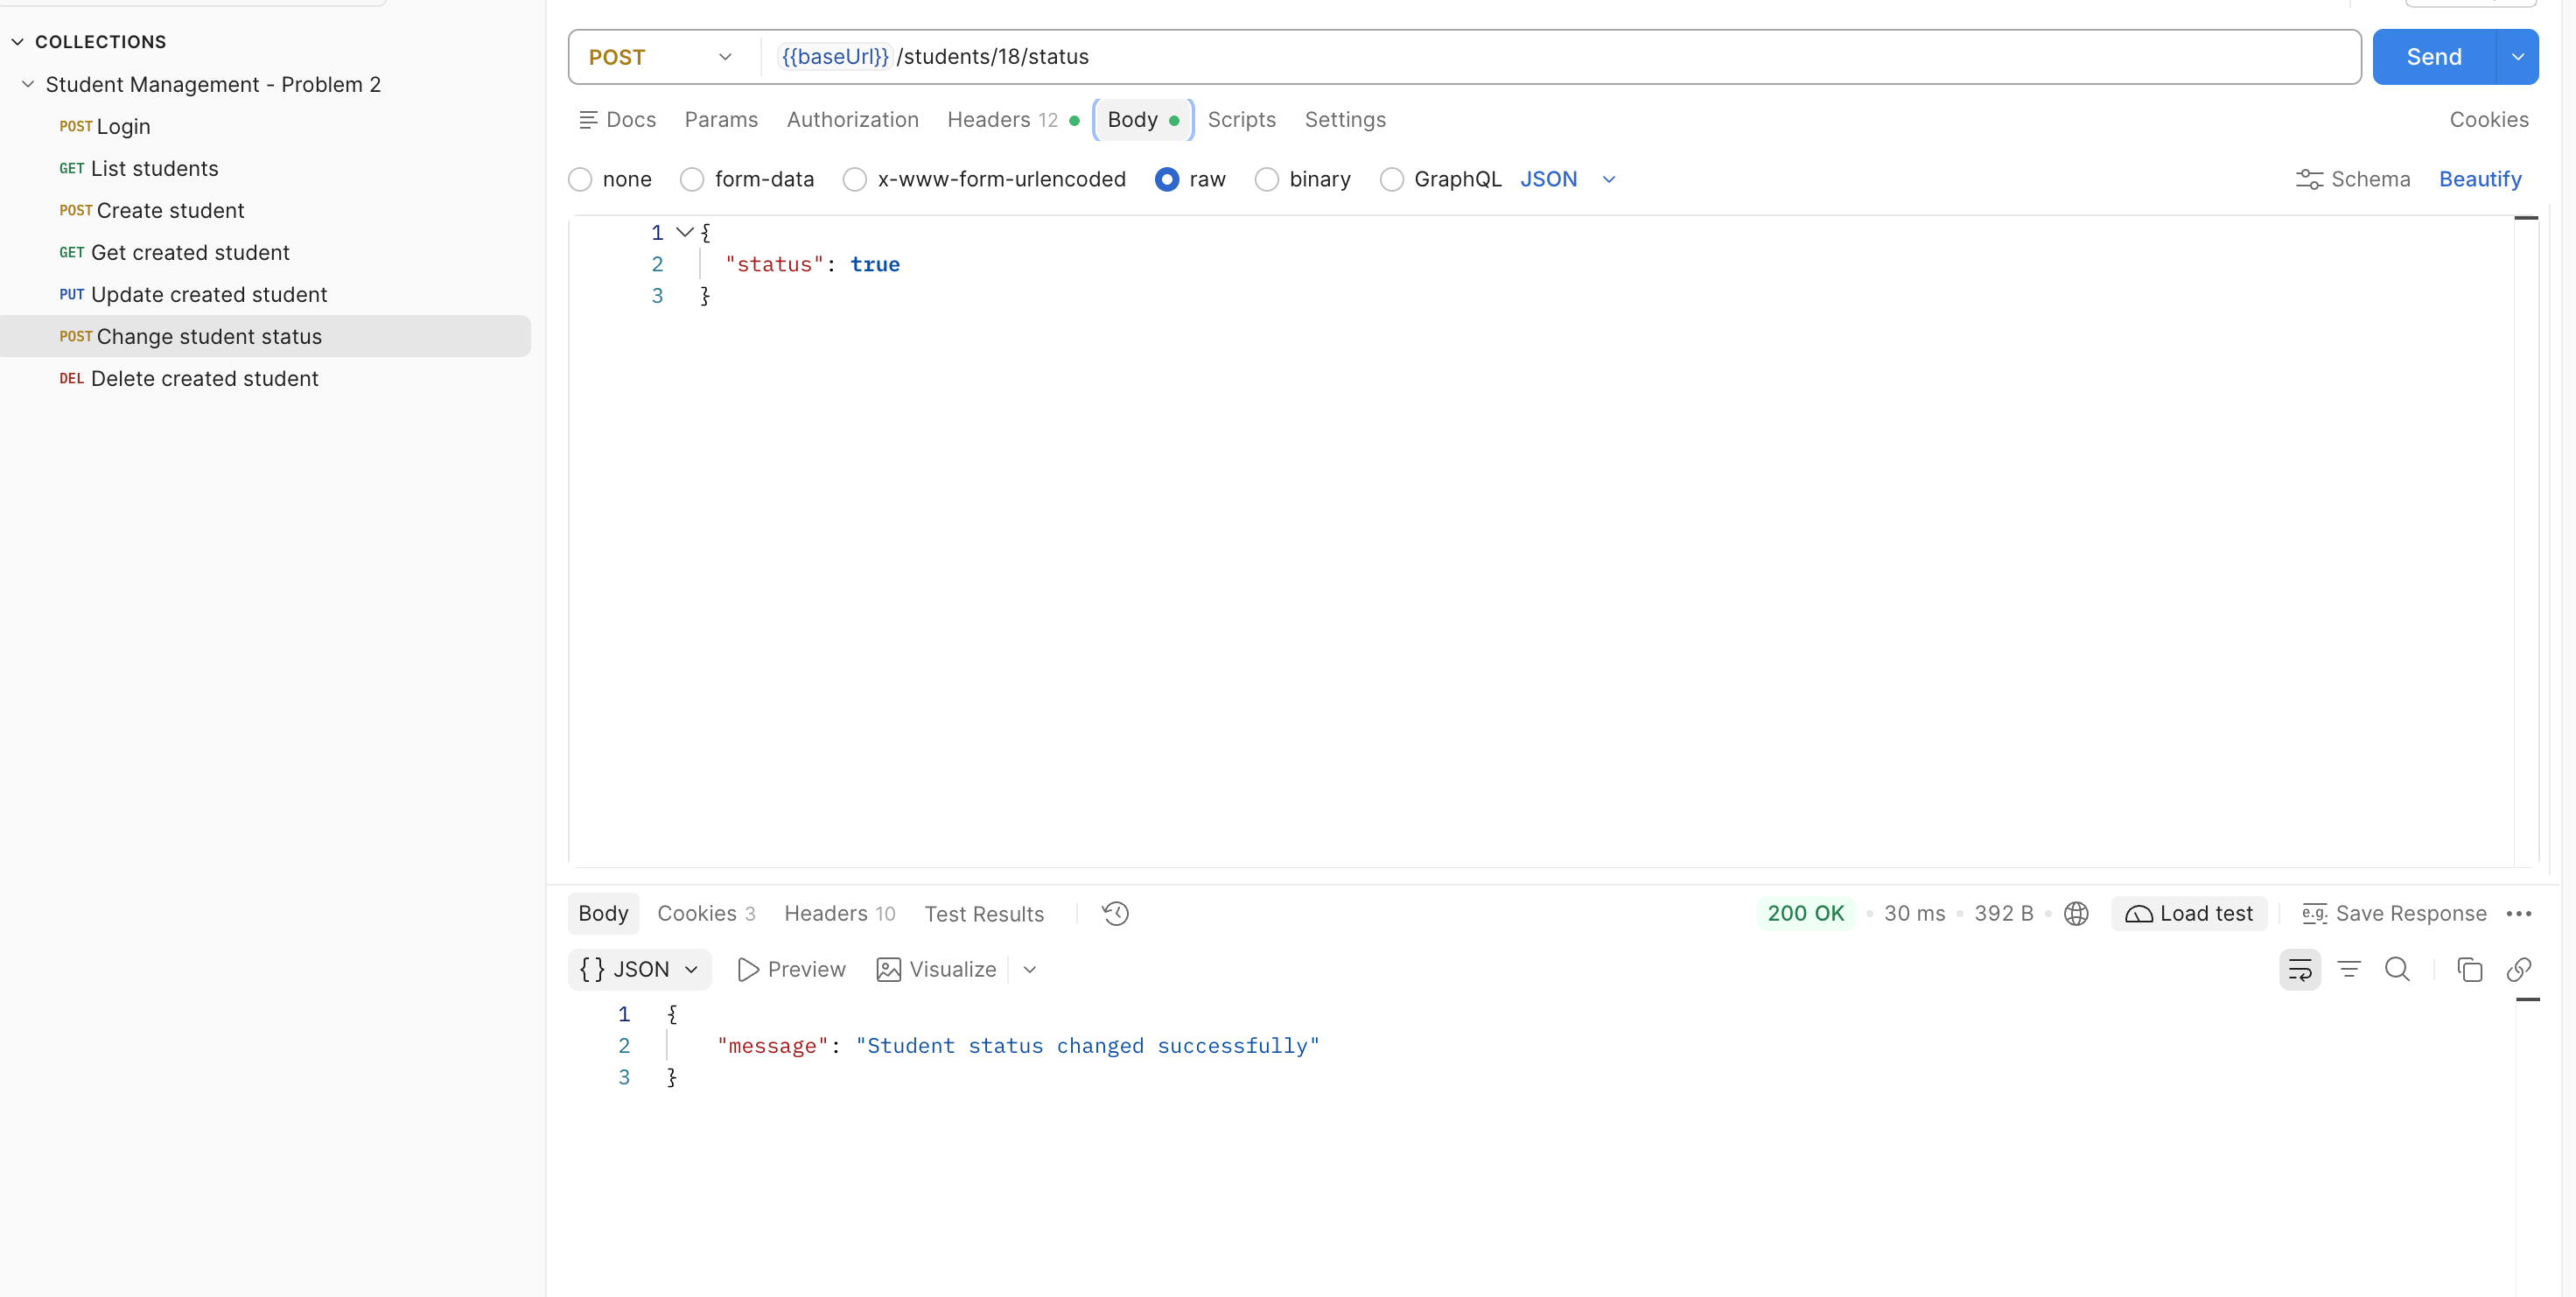 COLLECTIONS
Student Management - Problem 2
POST Login
GET List students
POST Create student
GET Get created student
PUT Update created student
POST Change student status
DEL Delete created student
POST {{baseUrl}}/students/18/status Send
Docs Params Authorization Headers 12 Body Scripts Settings Cookies
none form-data x-www-form-urlencoded raw binary GraphQL JSON Schema Beautify
1 {
2 "status": true
3 }
Body Cookies 3 Headers 10 Test Results 200 OK 30 ms 392 B Load test e.g. Save Response
{} JSON Preview Visualize
1 {
2 "message": "Student status changed successfully"
3 }